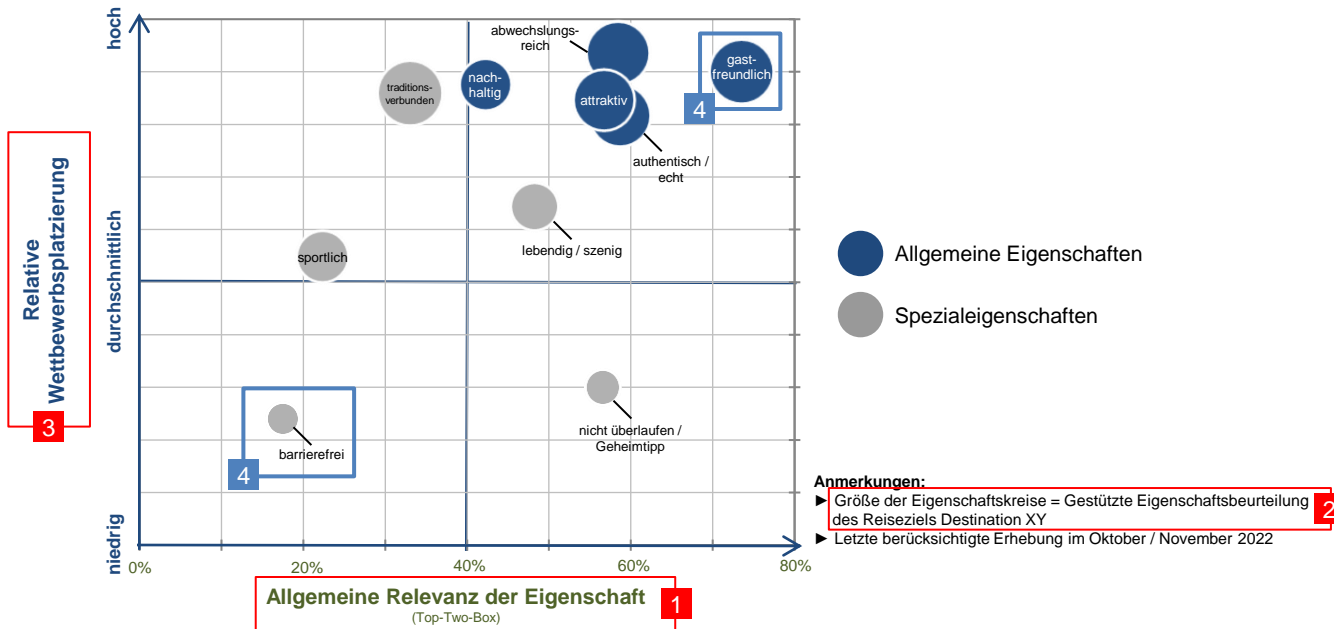 hoch
durchschnittlich
niedrig
Relative
Wettbewerbsplatzierung
3
abwechslungs-
reich
gast-
freundlich
4
traditions-
verbunden
nach-
haltig
attraktiv
authentisch /
echt
lebendig / szenig
sportlich
nicht überlaufen /
Geheimtipp
barrierefrei
4
0%
20%
40%
60%
80%
Allgemeine Relevanz der Eigenschaft
(Top-Two-Box)
1
Allgemeine Eigenschaften
Spezialeigenschaften
Anmerkungen:
► Größe der Eigenschaftskreise = Gestützte Eigenschaftsbeurteilung
des Reiseziels Destination XY
2
► Letzte berücksichtigte Erhebung im Oktober / November 2022